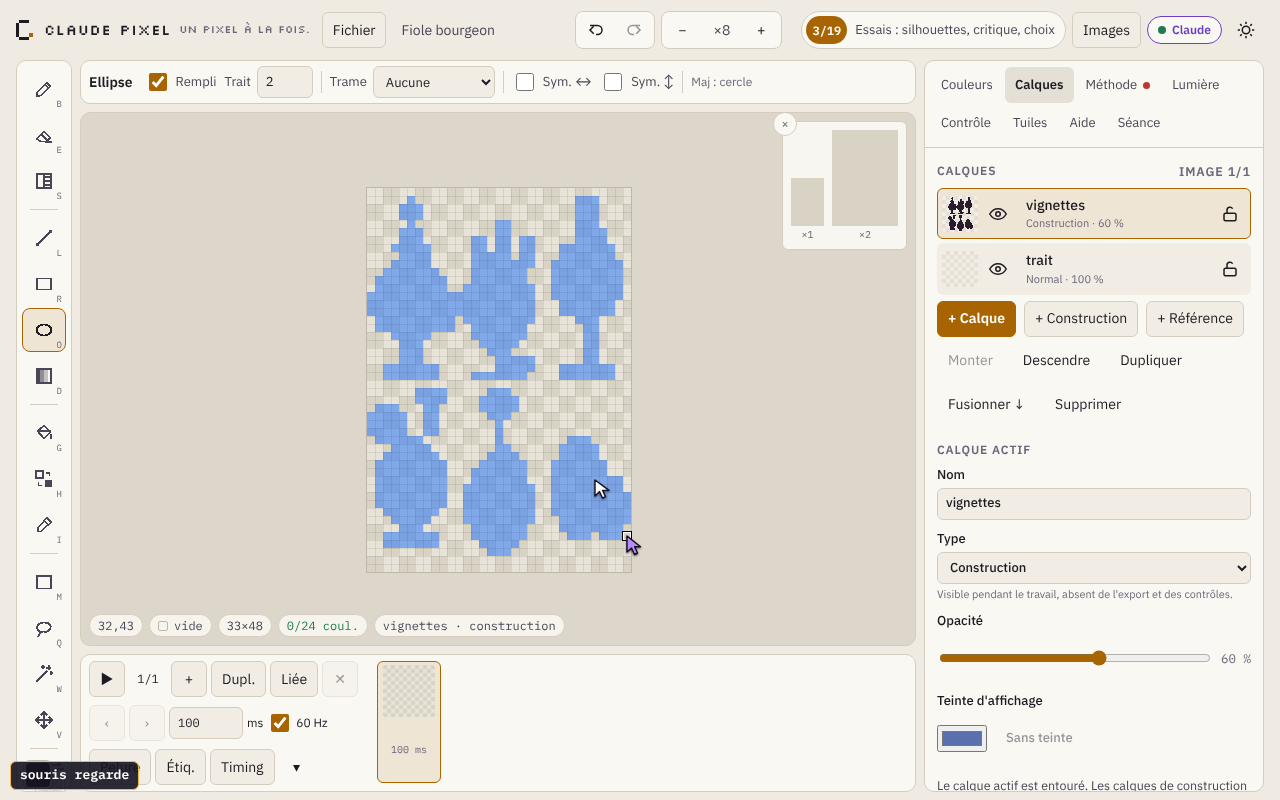 CLAUDE PIXEL UN PIXEL À LA FOIS. Fichier Fiole bourgeon − ×8 + 3/19 Essais : silhouettes, critique, choix Images Claude
Ellipse Rempli Trait 2 Trame Aucune Sym. ↔ Sym. ↕ Maj : cercle
B
E
S
L
R
O
D
G
H
I
M
Q
W
V
×
×1 ×2
32,43 vide 33×48 0/24 coul. vignettes · construction
1/1 + Dupl. Liée ×
‹ › 100 ms 60 Hz
Étiq. Timing ▼
100 ms
souris regarde
Couleurs Calques Méthode Lumière
Contrôle Tuiles Aide Séance
CALQUES IMAGE 1/1
vignettes
Construction · 60 %
trait
Normal · 100 %
+ Calque + Construction + Référence
Monter Descendre Dupliquer
Fusionner ↓ Supprimer
CALQUE ACTIF
Nom
vignettes
Type
Construction
Visible pendant le travail, absent de l'export et des contrôles.
Opacité
60 %
Teinte d'affichage
Sans teinte
Le calque actif est entouré. Les calques de construction